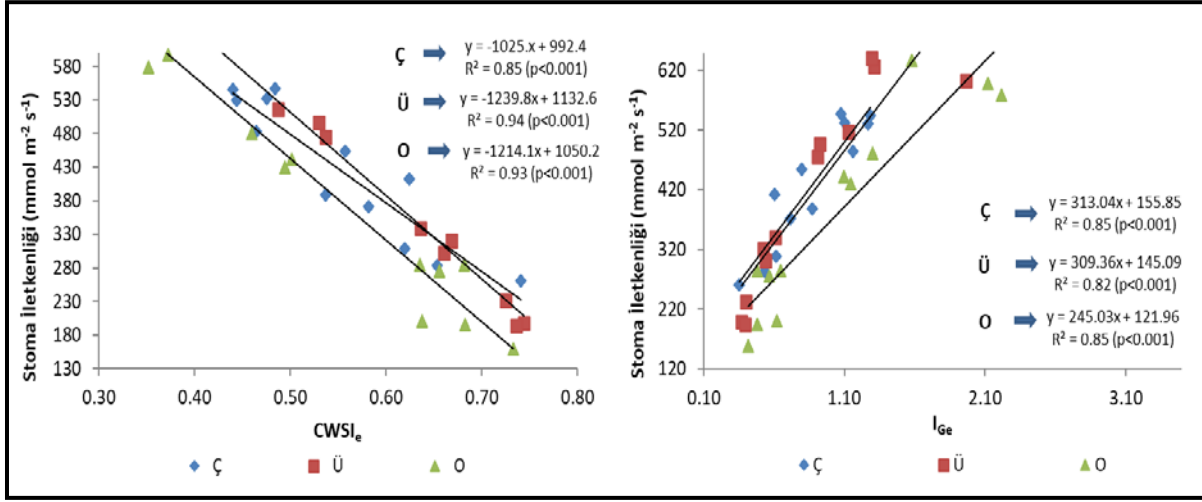 Stoma İletkenliği (mmol m⁻² s⁻¹)
580
530
480
430
380
330
280
230
180
130
0.30 0.40 0.50 0.60 0.70 0.80
CWSIₑ
Ç y = -1025.x + 992.4
R² = 0.85 (p<0.001)
Ü y = -1239.8x + 1132.6
R² = 0.94 (p<0.001)
O y = -1214.1x + 1050.2
R² = 0.93 (p<0.001)
Ç Ü O
Stoma İletkenliği (mmol m⁻² s⁻¹)
620
520
420
320
220
120
0.10 1.10 2.10 3.10
I_Ge
Ç y = 313.04x + 155.85
R² = 0.85 (p<0.001)
Ü y = 309.36x + 145.09
R² = 0.82 (p<0.001)
O y = 245.03x + 121.96
R² = 0.85 (p<0.001)
Ç Ü O